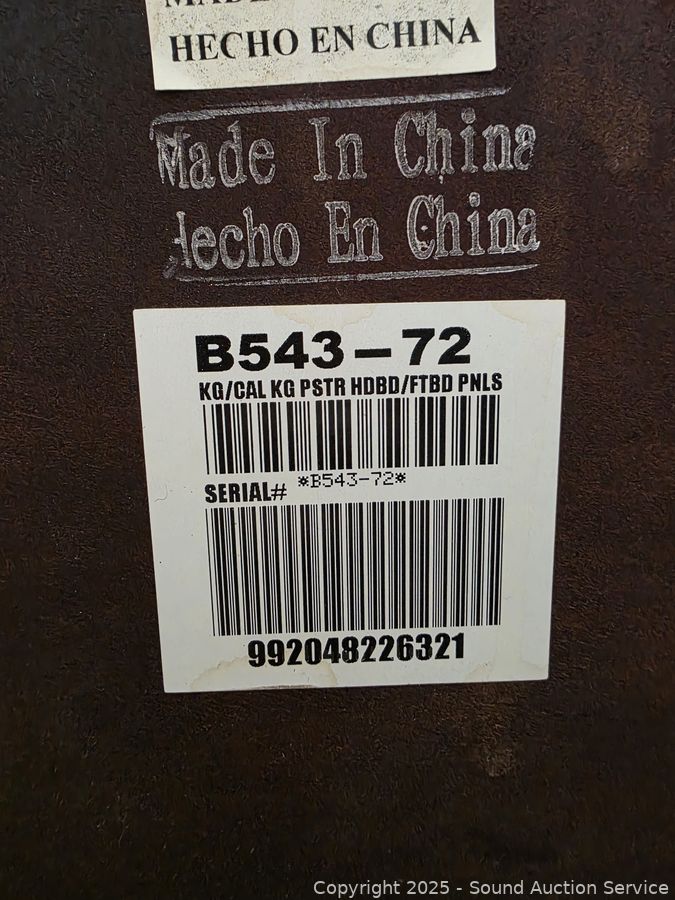 HECHO EN CHINA
Made In China
Hecho En China
B543-72
KG/CAL KG PSTR HDBD/FTBD PNLS
*B543-72*
SERIAL#
992048226321
Copyright 2025 - Sound Auction Service